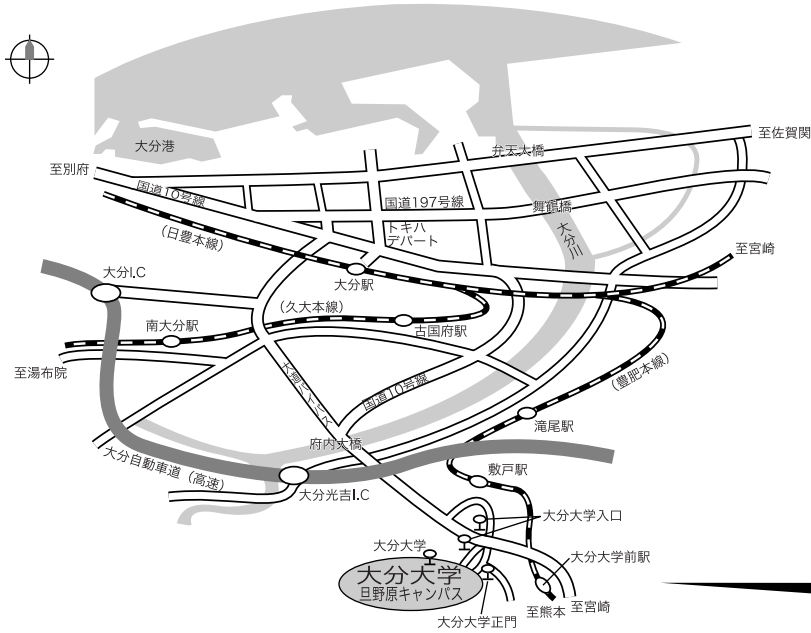 大分港
至佐賀関
弁天大橋
至別府
国道10号線
国道197号線
舞鶴橋
トキハ
デパート
(日豊本線)
大分川
至宮崎
大分I.C
大分駅
(久大本線)
南大分駅
古国府駅
至湯布院
大道バイパス
国道10号線
(豊肥本線)
滝尾駅
府内大橋
大分自動車道(高速)
敷戸駅
大分光吉I.C
大分大学入口
大分大学
大分大学前駅
大分大学
旦野原キャンパス
至熊本
至宮崎
大分大学正門